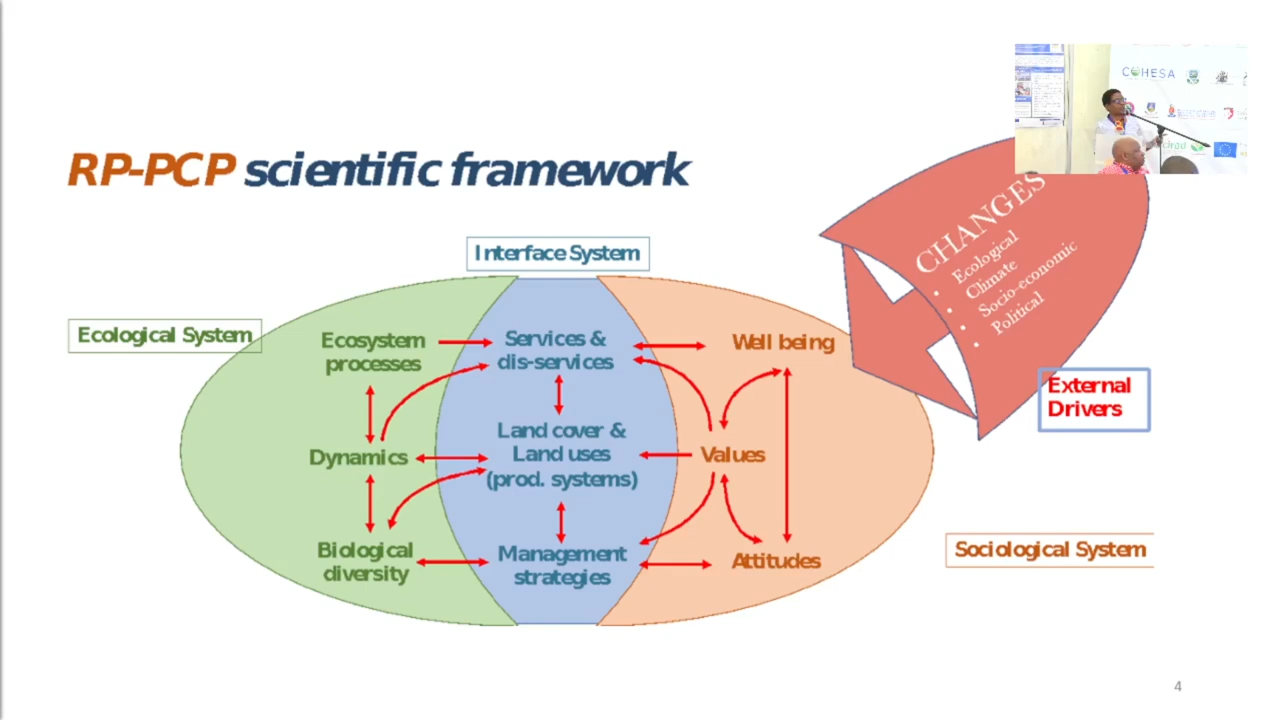 COHESA
cirad
RP-PCP scientific framework
CHANGES
• Ecological
• Climate
• Socio-economic
• Political
Interface System
Ecological System
Ecosystem
processes
Services &
dis-services
Well being
External
Drivers
Land cover &
Land uses
(prod. systems)
Dynamics
Values
Biological
diversity
Management
strategies
Attitudes
Sociological System
4